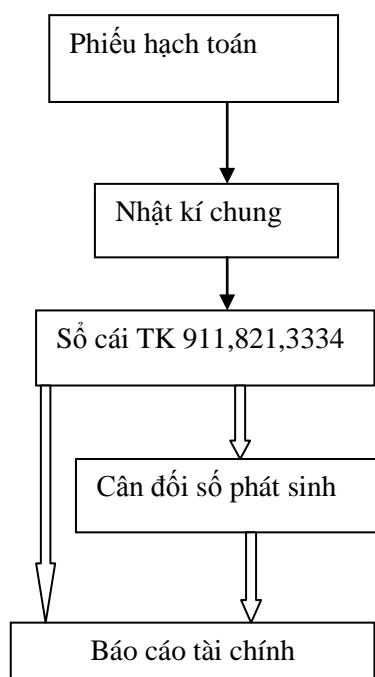 Phiếu hạch toán
Nhật kí chung
Sổ cái TK 911,821,3334
Cân đối số phát sinh
Báo cáo tài chính